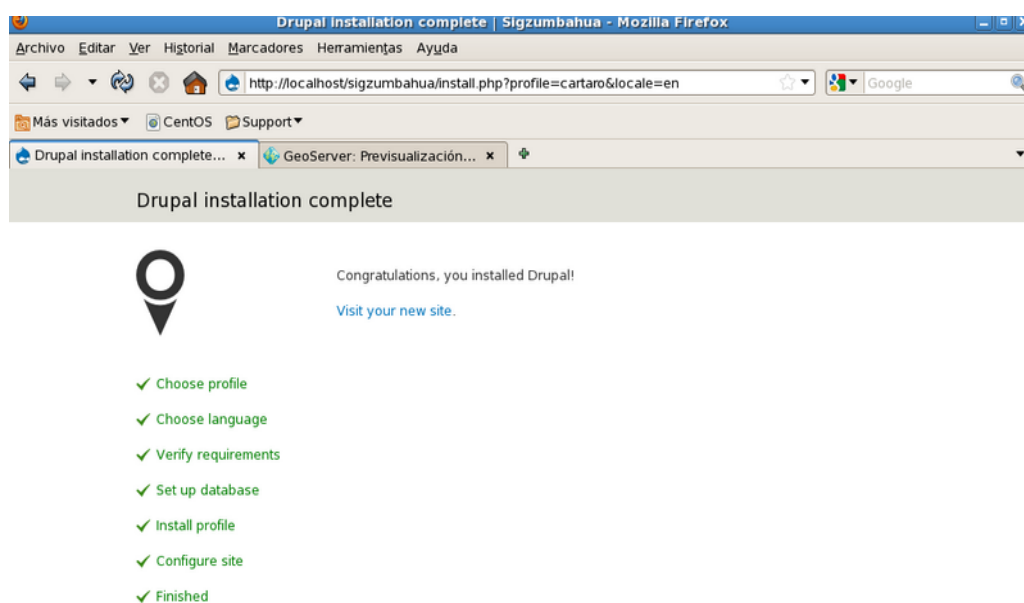 Drupal installation complete | Sigzumbahua - Mozilla Firefox
Archivo Editar Ver Historial Marcadores Herramientas Ayuda
http://localhost/sigzumbahua/install.php?profile=cartaro&locale=en Google
Más visitados CentOS Support
Drupal installation complete... GeoServer: Previsualización...
Drupal installation complete
Congratulations, you installed Drupal!
Visit your new site.
Choose profile
Choose language
Verify requirements
Set up database
Install profile
Configure site
Finished